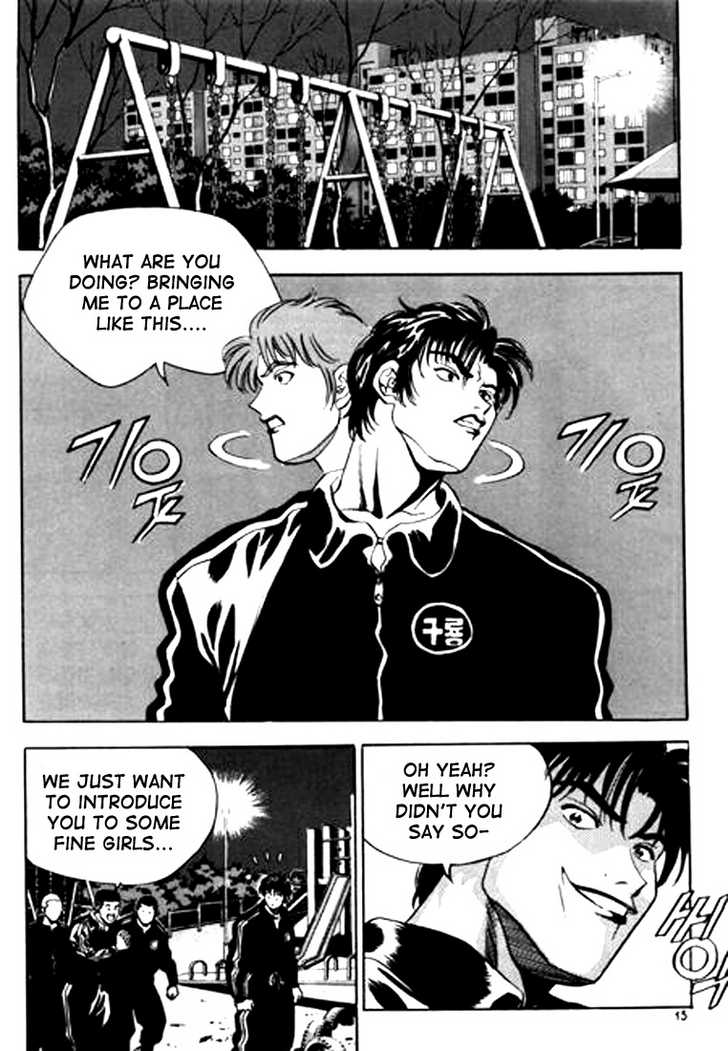 WHAT ARE YOU
DOING? BRINGING
ME TO A PLACE
LIKE THIS....
기웃
기웃
구룡
WE JUST WANT
TO INTRODUCE
YOU TO SOME
FINE GIRLS...
OH YEAH?
WELL WHY
DIDN'T YOU
SAY SO-
15